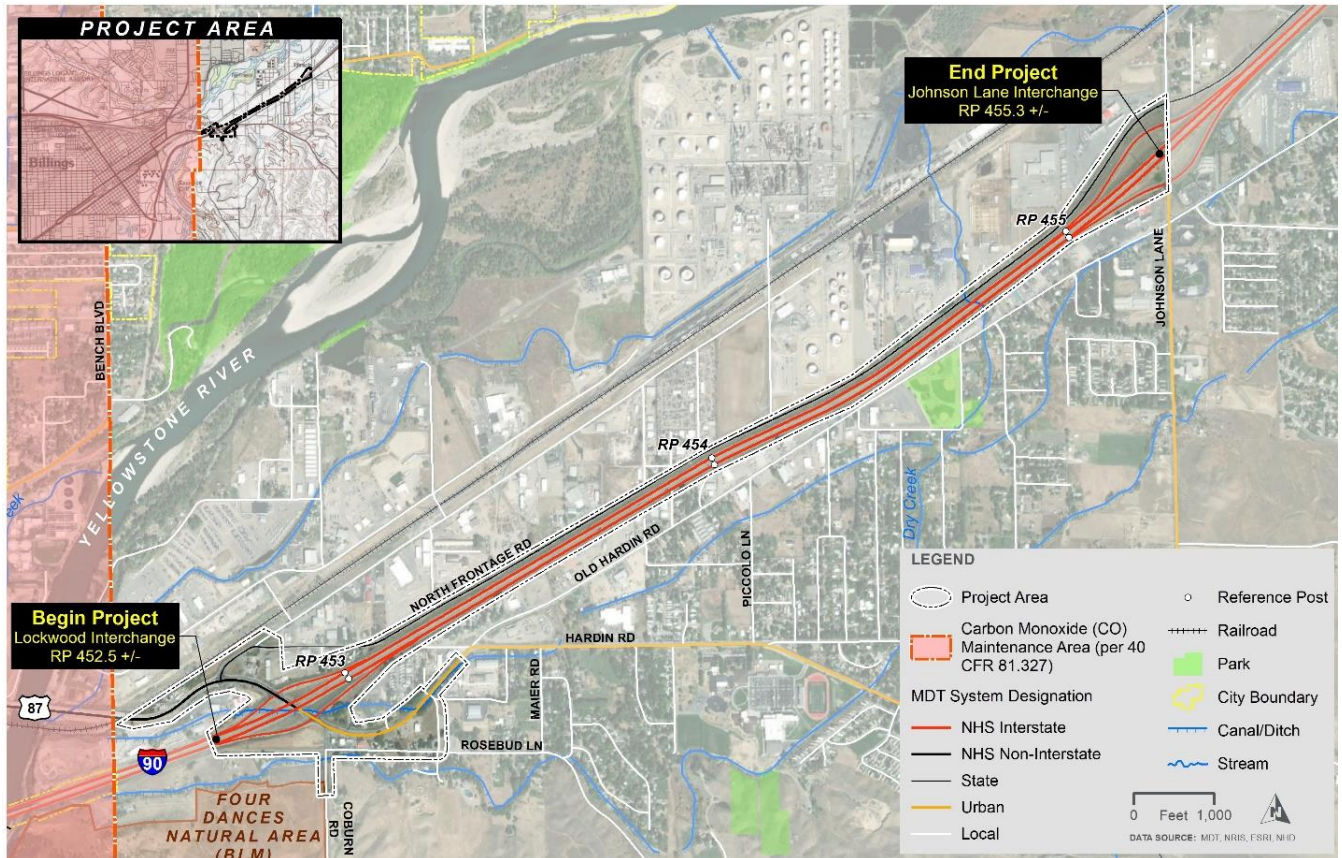 PROJECT AREA
Billings
End Project
Johnson Lane Interchange
RP 455.3 +/-
RP 455
JOHNSON LANE
BENCH BLVD
YELLOWSTONE RIVER
RP 454
Dry Creek
NORTH FRONTAGE RD
OLD HARDIN RD
PICCOLO LN
Begin Project
Lockwood Interchange
RP 452.5 +/-
RP 453
HARDIN RD
MAIER RD
87
ROSEBUD LN
90
FOUR
DANCES
NATURAL AREA
(BLM)
COBURN
RD
LEGEND
Project Area
Carbon Monoxide (CO)
Maintenance Area (per 40
CFR 81.327)
MDT System Designation
NHS Interstate
NHS Non-Interstate
State
Urban
Local
Reference Post
Railroad
Park
City Boundary
Canal/Ditch
Stream
0 Feet 1,000
N
DATA SOURCE: MDT, NRIS, ESRI, NHD